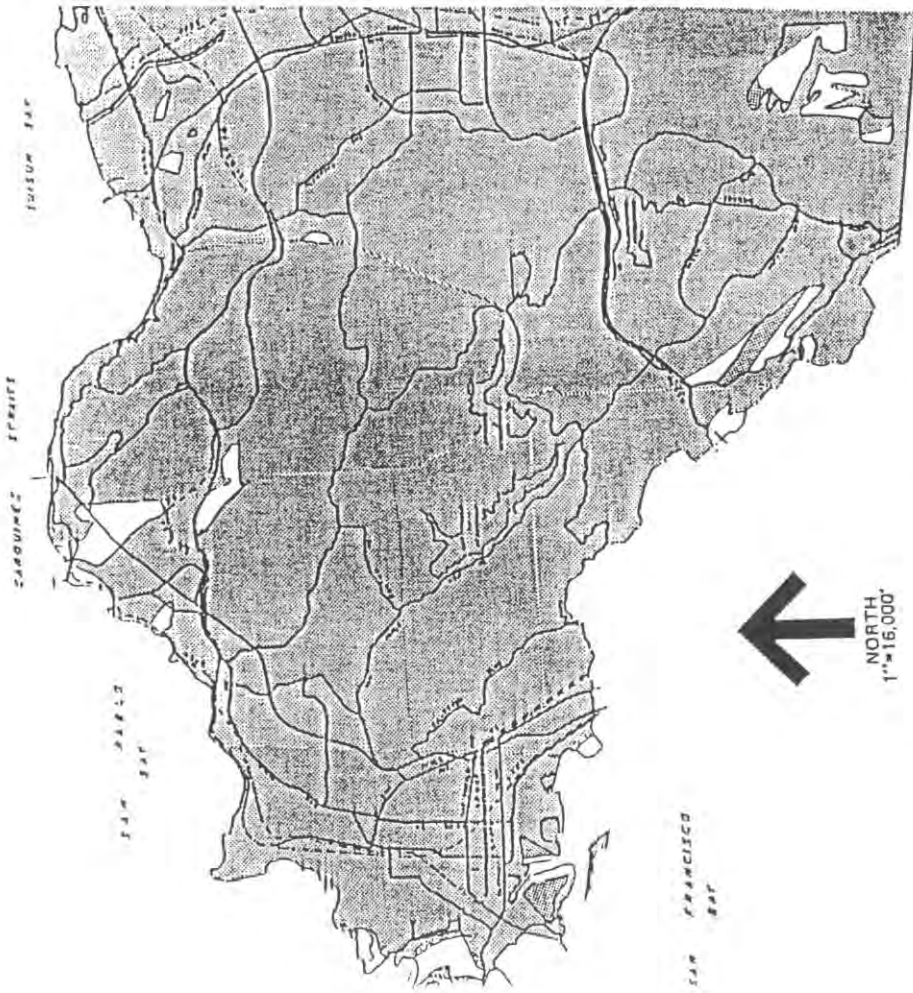 SUISUN BAY
CARQUINEZ STRAITS
SAN PABLO
BAY
SAN FRANCISCO
BAY
NORTH
1"=16,000'